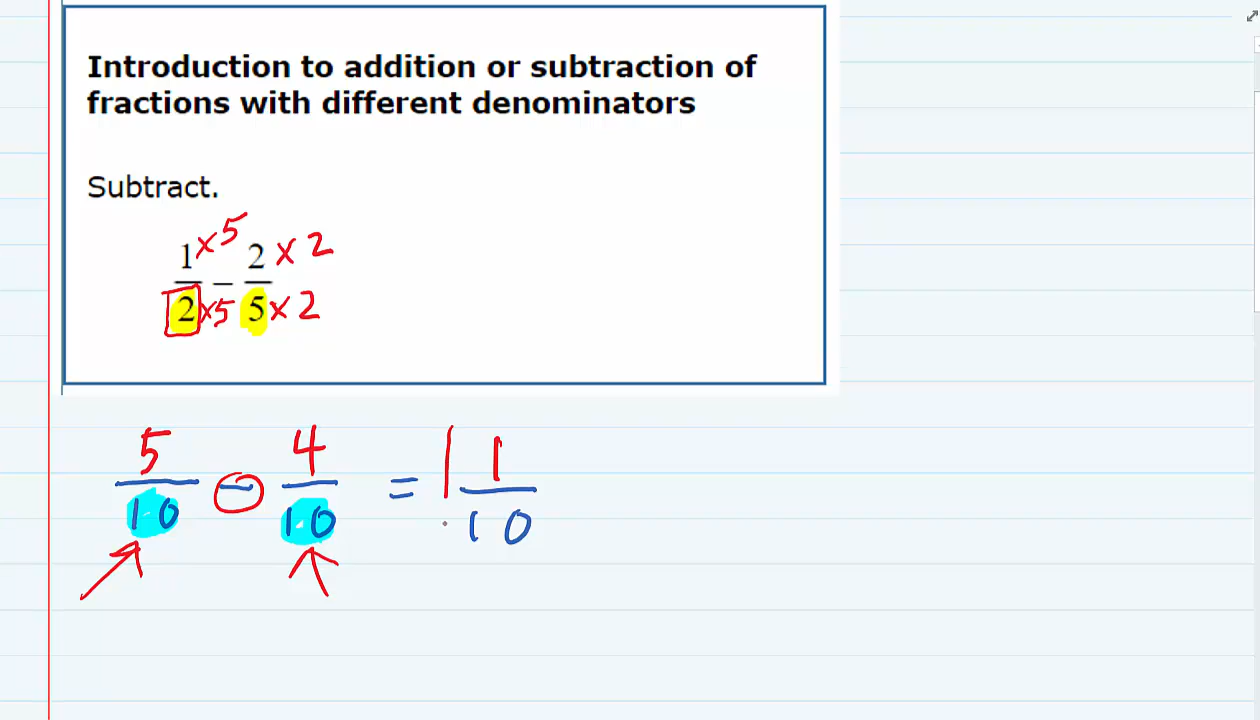 Introduction to addition or subtraction of
fractions with different denominators
Subtract.
1 ×5 2 ×2
— – —
2 ×5 5 ×2
5 4 | 1
— – — = —
10 10 10